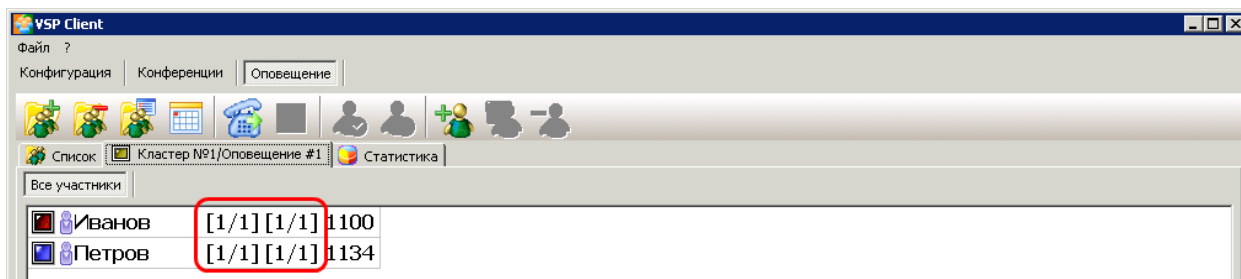 VSP Client
Файл ?
Конфигурация Конференции Оповещение
Список Кластер №1/Оповещение #1 Статистика
Все участники
Иванов [1/1] [1/1] 1100
Петров [1/1] [1/1] 1134